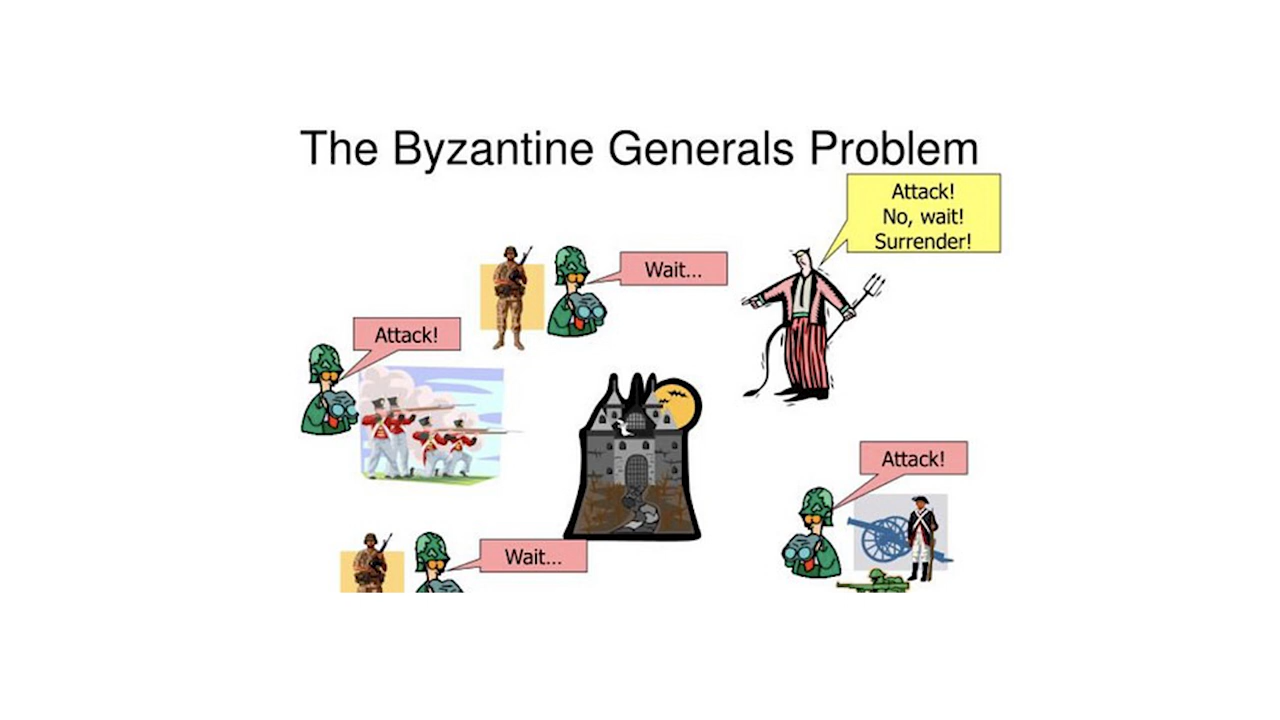 The Byzantine Generals Problem
Attack!
No, wait!
Surrender!
Wait...
Attack!
Attack!
Wait...